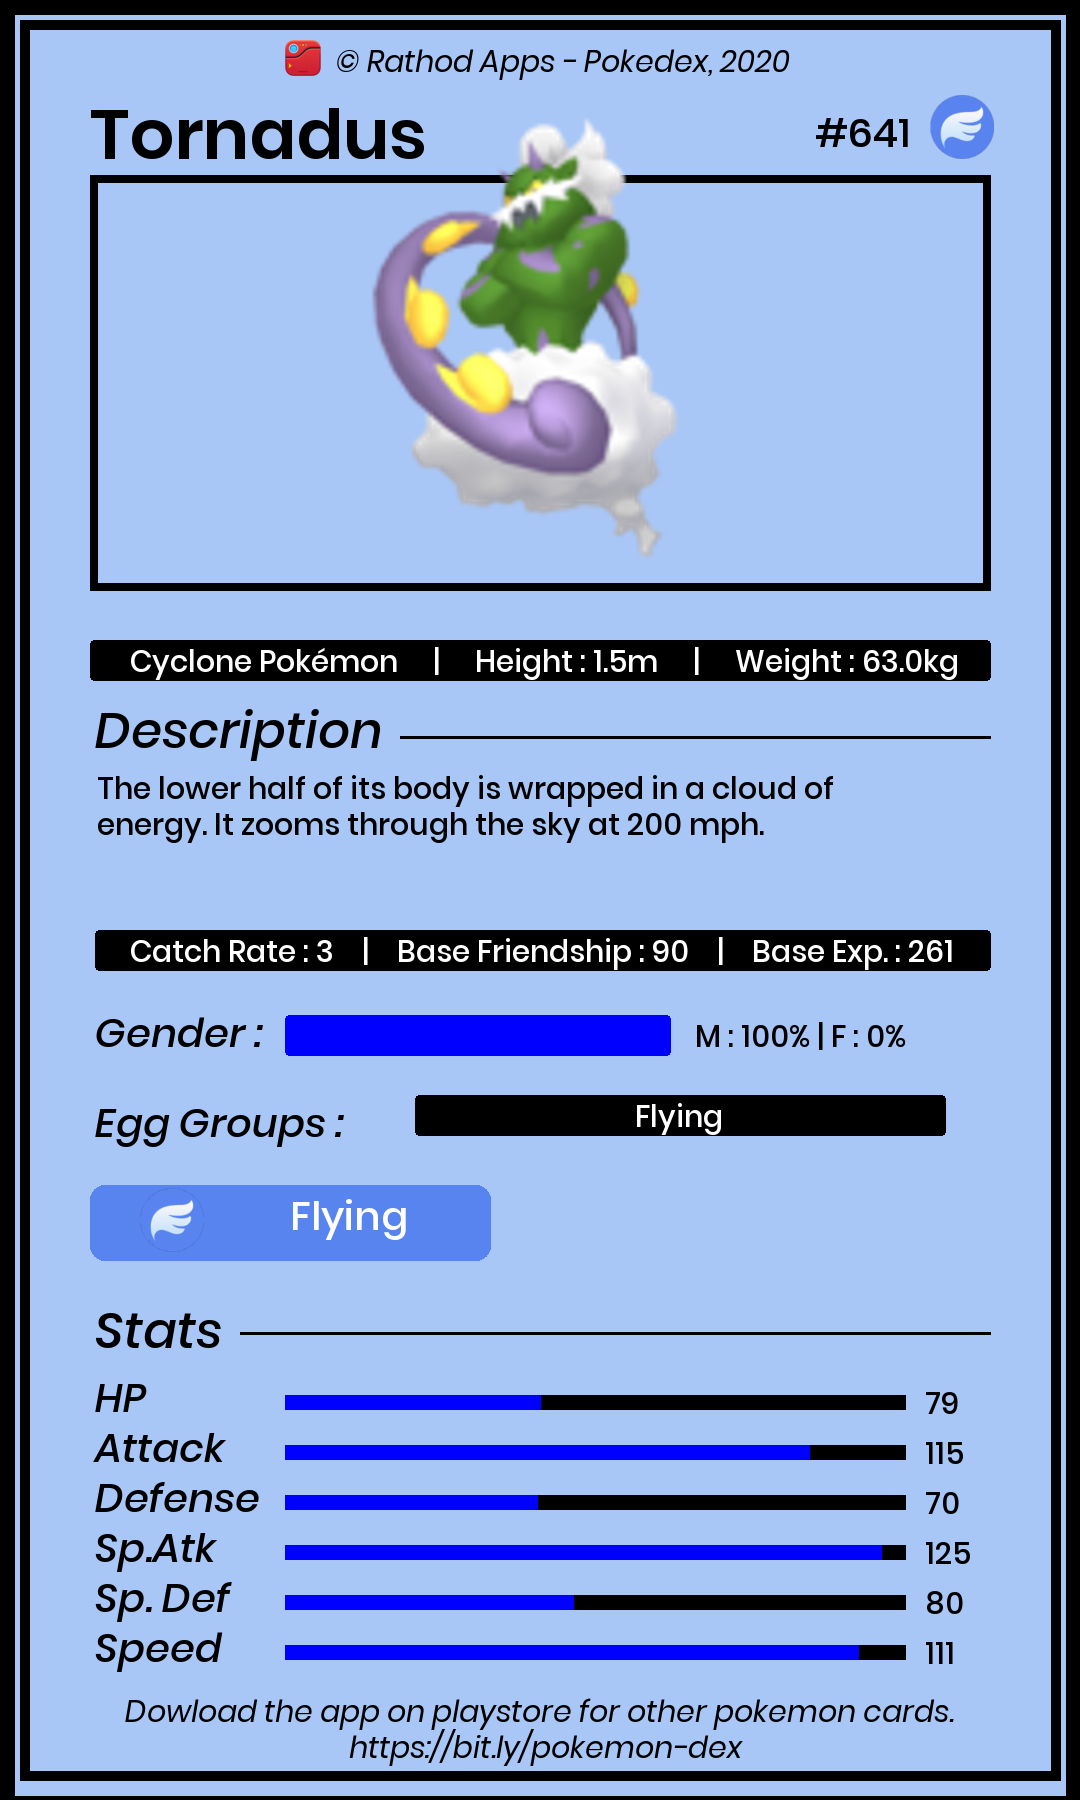 © Rathod Apps - Pokedex, 2020
Tornadus #641
Cyclone Pokémon | Height : 1.5m | Weight : 63.0kg
Description
The lower half of its body is wrapped in a cloud of
energy. It zooms through the sky at 200 mph.
Catch Rate : 3 | Base Friendship : 90 | Base Exp. : 261
Gender : M : 100% | F : 0%
Egg Groups : Flying
Flying
Stats
HP 79
Attack 115
Defense 70
Sp.Atk 125
Sp. Def 80
Speed 111
Dowload the app on playstore for other pokemon cards.
https://bit.ly/pokemon-dex